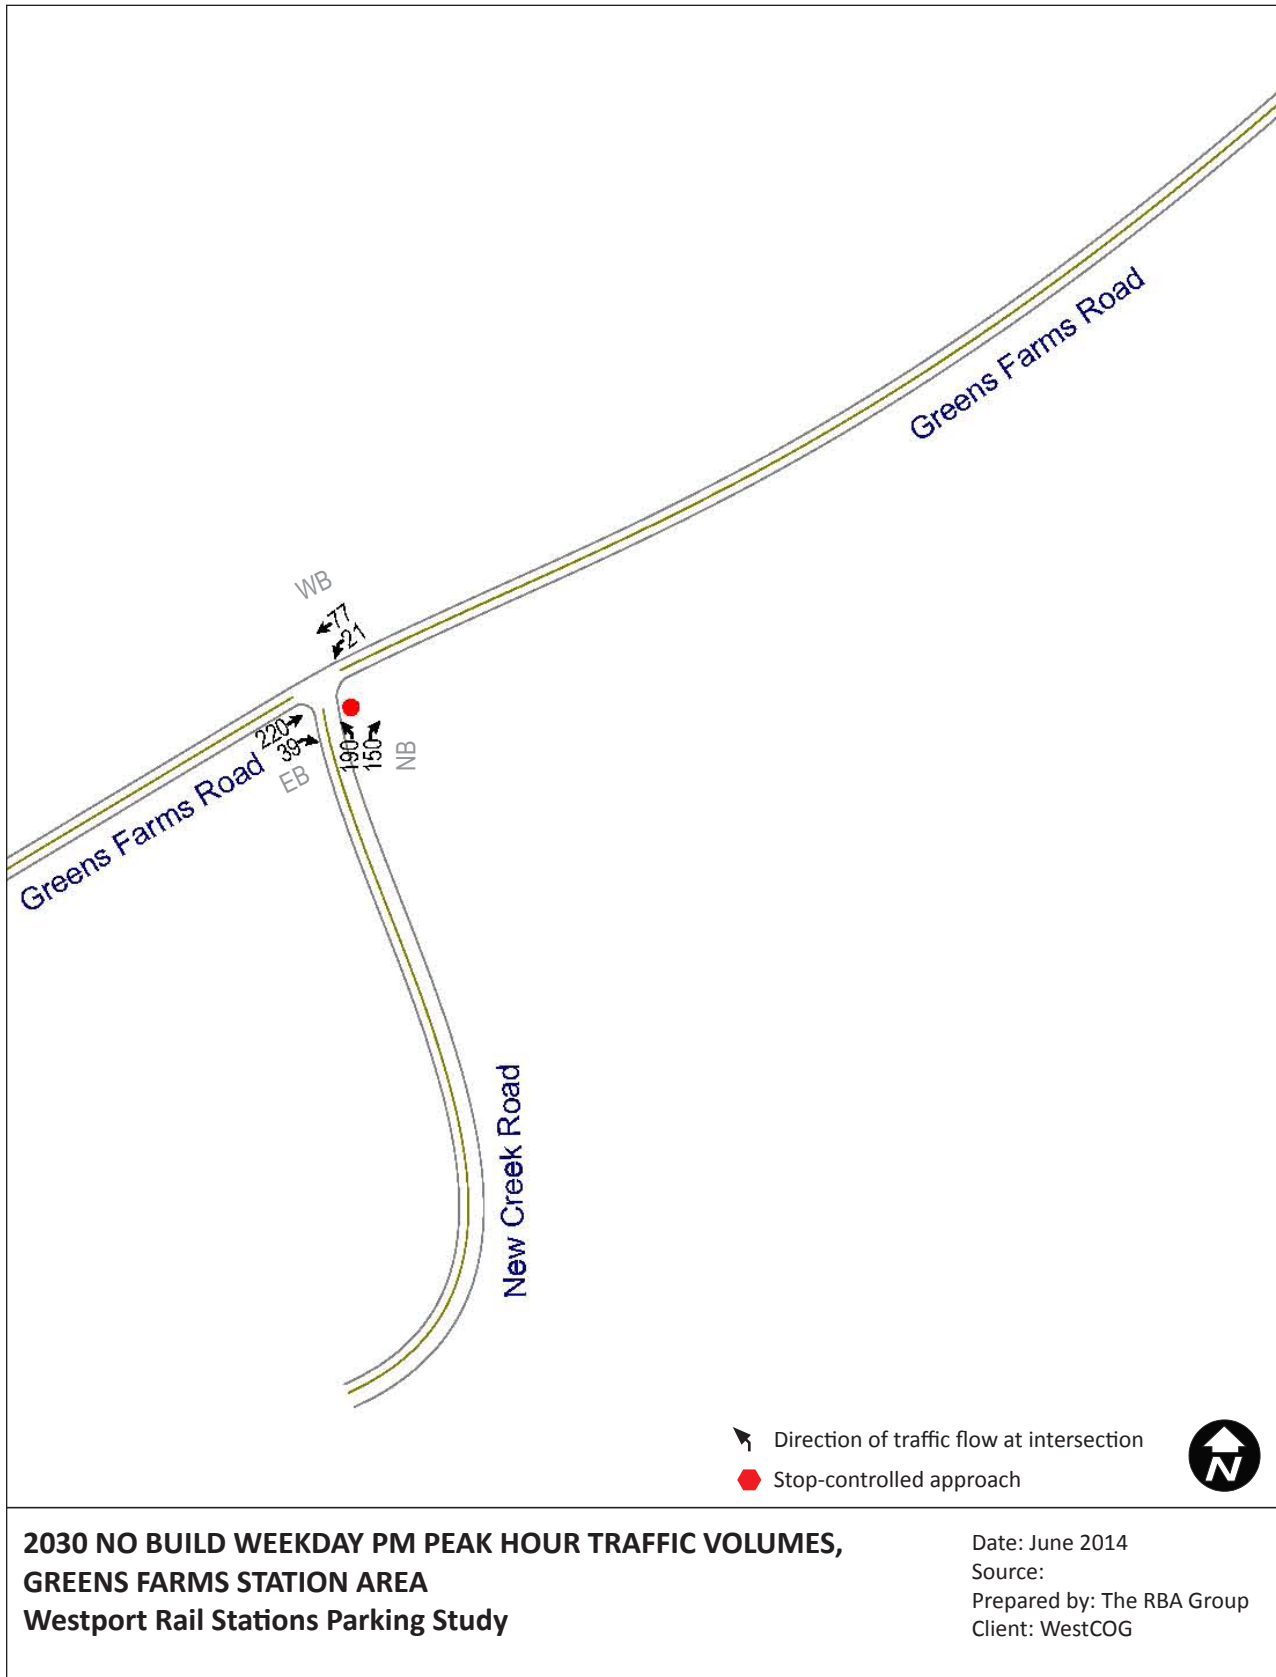 Greens Farms Road
WB
77
21
220
39
EB
190
150
NB
Greens Farms Road
New Creek Road
Direction of traffic flow at intersection
Stop-controlled approach
N
2030 NO BUILD WEEKDAY PM PEAK HOUR TRAFFIC VOLUMES,
GREENS FARMS STATION AREA
Westport Rail Stations Parking Study
Date: June 2014
Source:
Prepared by: The RBA Group
Client: WestCOG